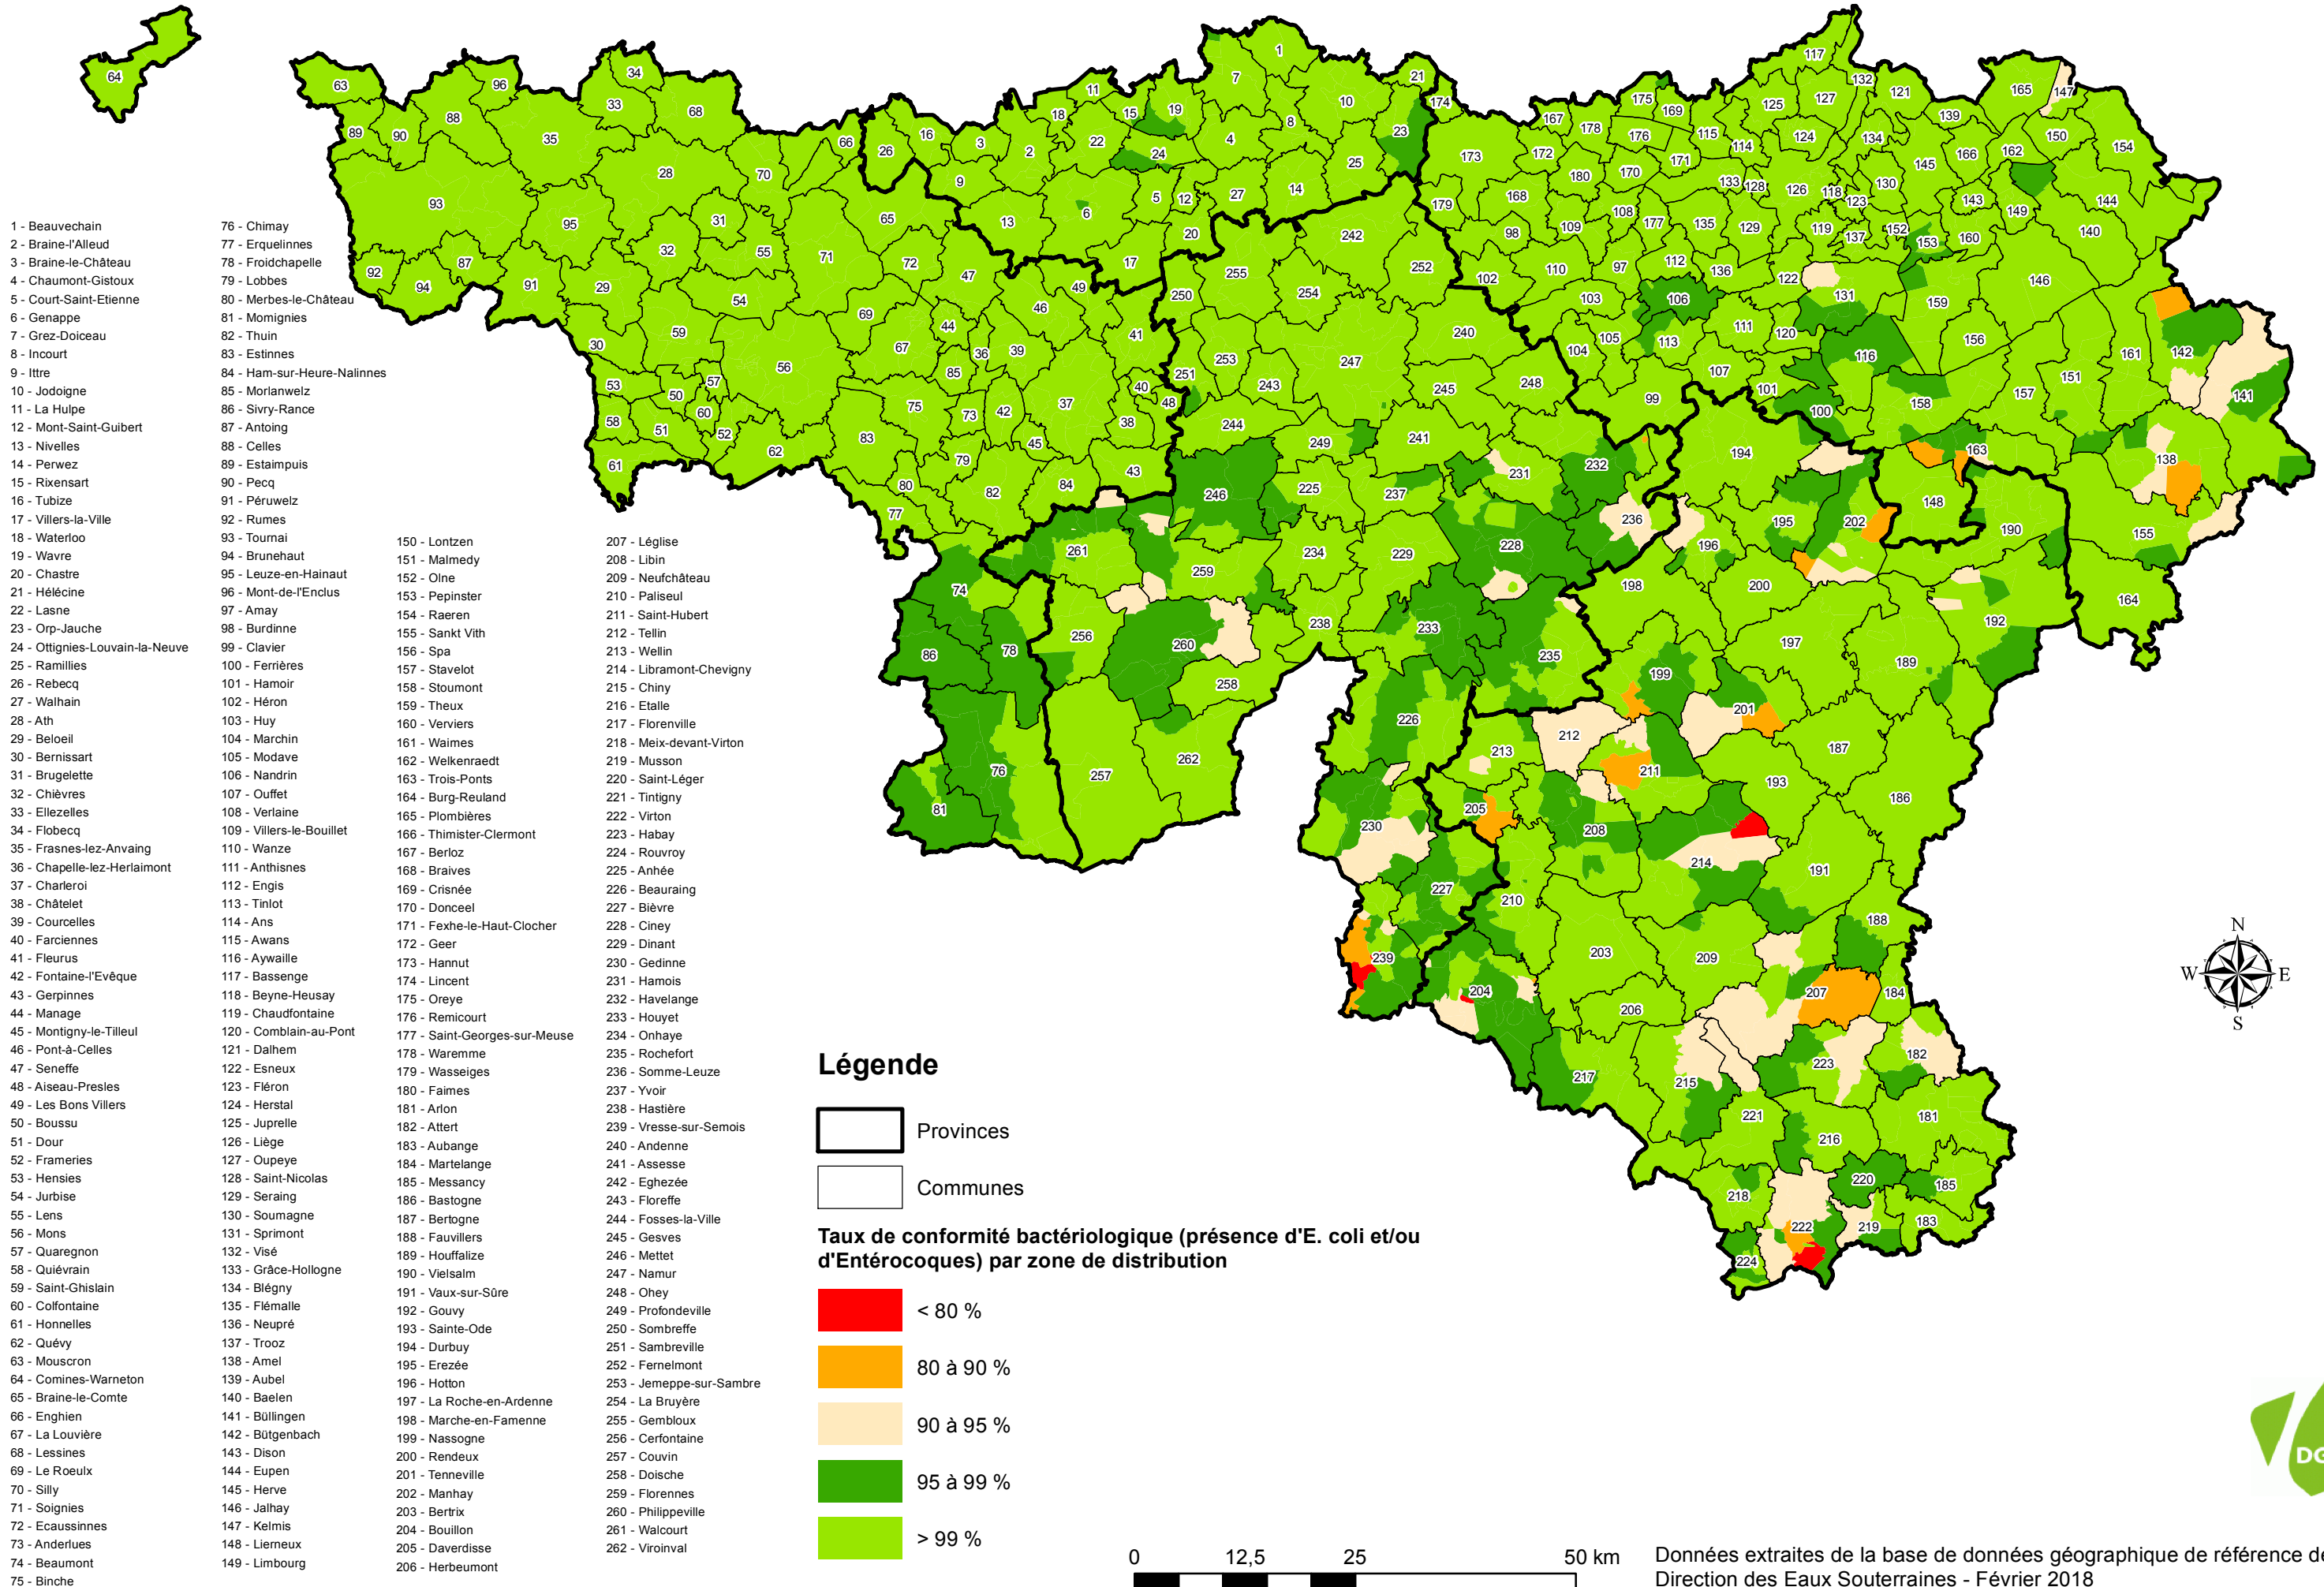 1 - Beauvechain
2 - Braine-l'Alleud
3 - Braine-le-Château
4 - Chaumont-Gistoux
5 - Court-Saint-Etienne
6 - Genappe
7 - Grez-Doiceau
8 - Incourt
9 - Ittre
10 - Jodoigne
11 - La Hulpe
12 - Mont-Saint-Guibert
13 - Nivelles
14 - Perwez
15 - Rixensart
16 - Tubize
17 - Villers-la-Ville
18 - Waterloo
19 - Wavre
20 - Chastre
21 - Hélécine
22 - Lasne
23 - Orp-Jauche
24 - Ottignies-Louvain-la-Neuve
25 - Ramillies
26 - Rebecq
27 - Walhain
28 - Ath
29 - Beloeil
30 - Bernissart
31 - Brugelette
32 - Chièvres
33 - Ellezelles
34 - Flobecq
35 - Frasnes-lez-Anvaing
36 - Chapelle-lez-Herlaimont
37 - Charleroi
38 - Châtelet
39 - Courcelles
40 - Farciennes
41 - Fleurus
42 - Fontaine-l'Evêque
43 - Gerpinnes
44 - Manage
45 - Montigny-le-Tilleul
46 - Pont-à-Celles
47 - Seneffe
48 - Aiseau-Presles
49 - Les Bons Villers
50 - Boussu
51 - Dour
52 - Frameries
53 - Hensies
54 - Jurbise
55 - Lens
56 - Mons
57 - Quaregnon
58 - Quiévrain
59 - Saint-Ghislain
60 - Colfontaine
61 - Honnelles
62 - Quévy
63 - Mouscron
64 - Comines-Warneton
65 - Braine-le-Comte
66 - Enghien
67 - La Louvière
68 - Lessines
69 - Le Roeulx
70 - Silly
71 - Soignies
72 - Ecaussinnes
73 - Anderlues
74 - Beaumont
75 - Binche
76 - Chimay
77 - Erquelinnes
78 - Froidchapelle
79 - Lobbes
80 - Merbes-le-Château
81 - Momignies
82 - Thuin
83 - Estinnes
84 - Ham-sur-Heure-Nalinnes
85 - Morlanwelz
86 - Sivry-Rance
87 - Antoing
88 - Celles
89 - Estaimpuis
90 - Pecq
91 - Péruwelz
92 - Rumes
93 - Tournai
94 - Brunehaut
95 - Leuze-en-Hainaut
96 - Mont-de-l'Enclus
97 - Amay
98 - Burdinne
99 - Clavier
100 - Ferrières
101 - Hamoir
102 - Héron
103 - Huy
104 - Marchin
105 - Modave
106 - Nandrin
107 - Ouffet
108 - Verlaine
109 - Villers-le-Bouillet
110 - Wanze
111 - Anthisnes
112 - Engis
113 - Tinlot
114 - Ans
115 - Awans
116 - Aywaille
117 - Bassenge
118 - Beyne-Heusay
119 - Chaudfontaine
120 - Comblain-au-Pont
121 - Dalhem
122 - Esneux
123 - Fléron
124 - Herstal
125 - Juprelle
126 - Liège
127 - Oupeye
128 - Saint-Nicolas
129 - Seraing
130 - Soumagne
131 - Sprimont
132 - Visé
133 - Grâce-Hollogne
134 - Blégny
135 - Flémalle
136 - Neupré
137 - Trooz
138 - Amel
139 - Aubel
140 - Baelen
141 - Büllingen
142 - Bütgenbach
143 - Dison
144 - Eupen
145 - Herve
146 - Jalhay
147 - Kelmis
148 - Lierneux
149 - Limbourg
150 - Lontzen
151 - Malmedy
152 - Olne
153 - Pepinster
154 - Raeren
155 - Sankt Vith
156 - Spa
157 - Stavelot
158 - Stoumont
159 - Theux
160 - Verviers
161 - Waimes
162 - Welkenraedt
163 - Trois-Ponts
164 - Burg-Reuland
165 - Plombières
166 - Thimister-Clermont
167 - Berloz
168 - Braives
169 - Crisnée
170 - Donceel
171 - Fexhe-le-Haut-Clocher
172 - Geer
173 - Hannut
174 - Lincent
175 - Oreye
176 - Remicourt
177 - Saint-Georges-sur-Meuse
178 - Waremme
179 - Wasseiges
180 - Faimes
181 - Arlon
182 - Attert
183 - Aubange
184 - Martelange
185 - Messancy
186 - Bastogne
187 - Bertogne
188 - Fauvillers
189 - Houffalize
190 - Vielsalm
191 - Vaux-sur-Sûre
192 - Gouvy
193 - Sainte-Ode
194 - Durbuy
195 - Erezée
196 - Hotton
197 - La Roche-en-Ardenne
198 - Marche-en-Famenne
199 - Nassogne
200 - Rendeux
201 - Tenneville
202 - Manhay
203 - Bertrix
204 - Bouillon
205 - Daverdisse
206 - Herbeumont
207 - Léglise
208 - Libin
209 - Neufchâteau
210 - Paliseul
211 - Saint-Hubert
212 - Tellin
213 - Wellin
214 - Libramont-Chevigny
215 - Chiny
216 - Etalle
217 - Florenville
218 - Meix-devant-Virton
219 - Musson
220 - Saint-Léger
221 - Tintigny
222 - Virton
223 - Habay
224 - Rouvroy
225 - Anhée
226 - Beauraing
227 - Bièvre
228 - Ciney
229 - Dinant
230 - Gedinne
231 - Hamois
232 - Havelange
233 - Houyet
234 - Onhaye
235 - Rochefort
236 - Somme-Leuze
237 - Yvoir
238 - Hastière
239 - Vresse-sur-Semois
240 - Andenne
241 - Assesse
242 - Eghezée
243 - Floreffe
244 - Fosses-la-Ville
245 - Gesves
246 - Mettet
247 - Namur
248 - Ohey
249 - Profondeville
250 - Sombreffe
251 - Sambreville
252 - Fernelmont
253 - Jemeppe-sur-Sambre
254 - La Bruyère
255 - Gembloux
256 - Cerfontaine
257 - Couvin
258 - Doische
259 - Florennes
260 - Philippeville
261 - Walcourt
262 - Viroinval
Légende
Provinces
Communes
Taux de conformité bactériologique (présence d'E. coli et/ou
d'Entérocoques) par zone de distribution
< 80 %
80 à 90 %
90 à 95 %
95 à 99 %
> 99 %
N
W E
S
0 12,5 25 50 km
Données extraites de la base de données géographique de référence de
Direction des Eaux Souterraines - Février 2018